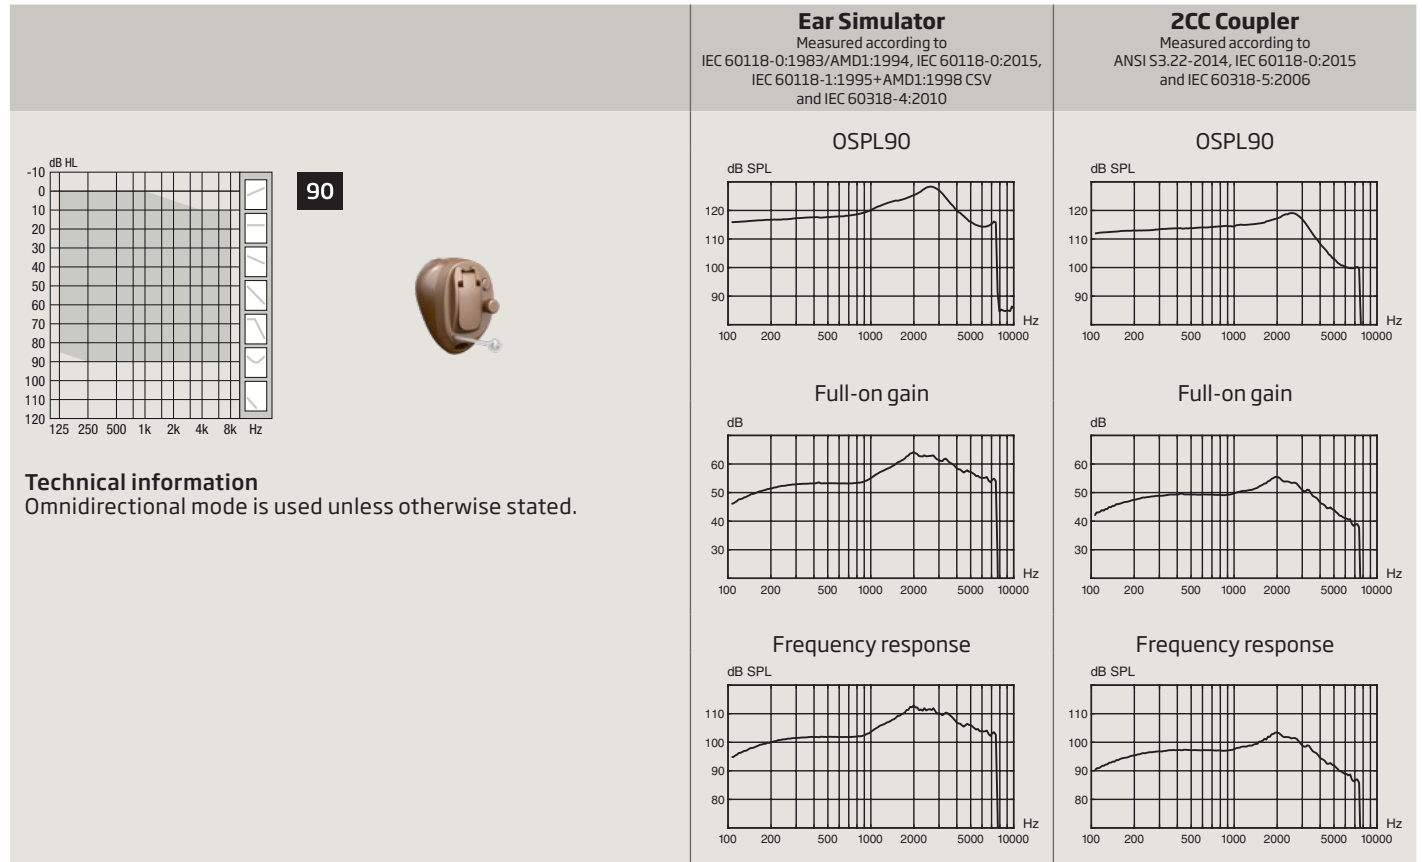 Ear Simulator
Measured according to
IEC 60118-0:1983/AMD1:1994, IEC 60118-0:2015,
IEC 60118-1:1995+AMD1:1998 CSV
and IEC 60318-4:2010
2CC Coupler
Measured according to
ANSI S3.22-2014, IEC 60118-0:2015
and IEC 60318-5:2006
dB HL
-10
0
10
20
30
40
50
60
70
80
90
100
110
120
125 250 500 1k 2k 4k 8k Hz
90
Technical information
Omnidirectional mode is used unless otherwise stated.
OSPL90
dB SPL
120
110
100
90
Hz
100 200 500 1000 2000 5000 10000
Full-on gain
dB
60
50
40
30
Hz
100 200 500 1000 2000 5000 10000
Frequency response
dB SPL
110
100
90
80
Hz
100 200 500 1000 2000 5000 10000
OSPL90
dB SPL
120
110
100
90
Hz
100 200 500 1000 2000 5000 10000
Full-on gain
dB
60
50
40
30
Hz
100 200 500 1000 2000 5000 10000
Frequency response
dB SPL
110
100
90
80
Hz
100 200 500 1000 2000 5000 10000